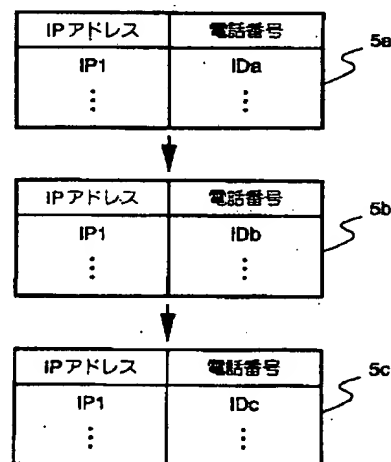 IPアドレス 電話番号 5a
IP1 IDa
⋮ ⋮
IPアドレス 電話番号 5b
IP1 IDb
⋮ ⋮
IPアドレス 電話番号 5c
IP1 IDc
⋮ ⋮